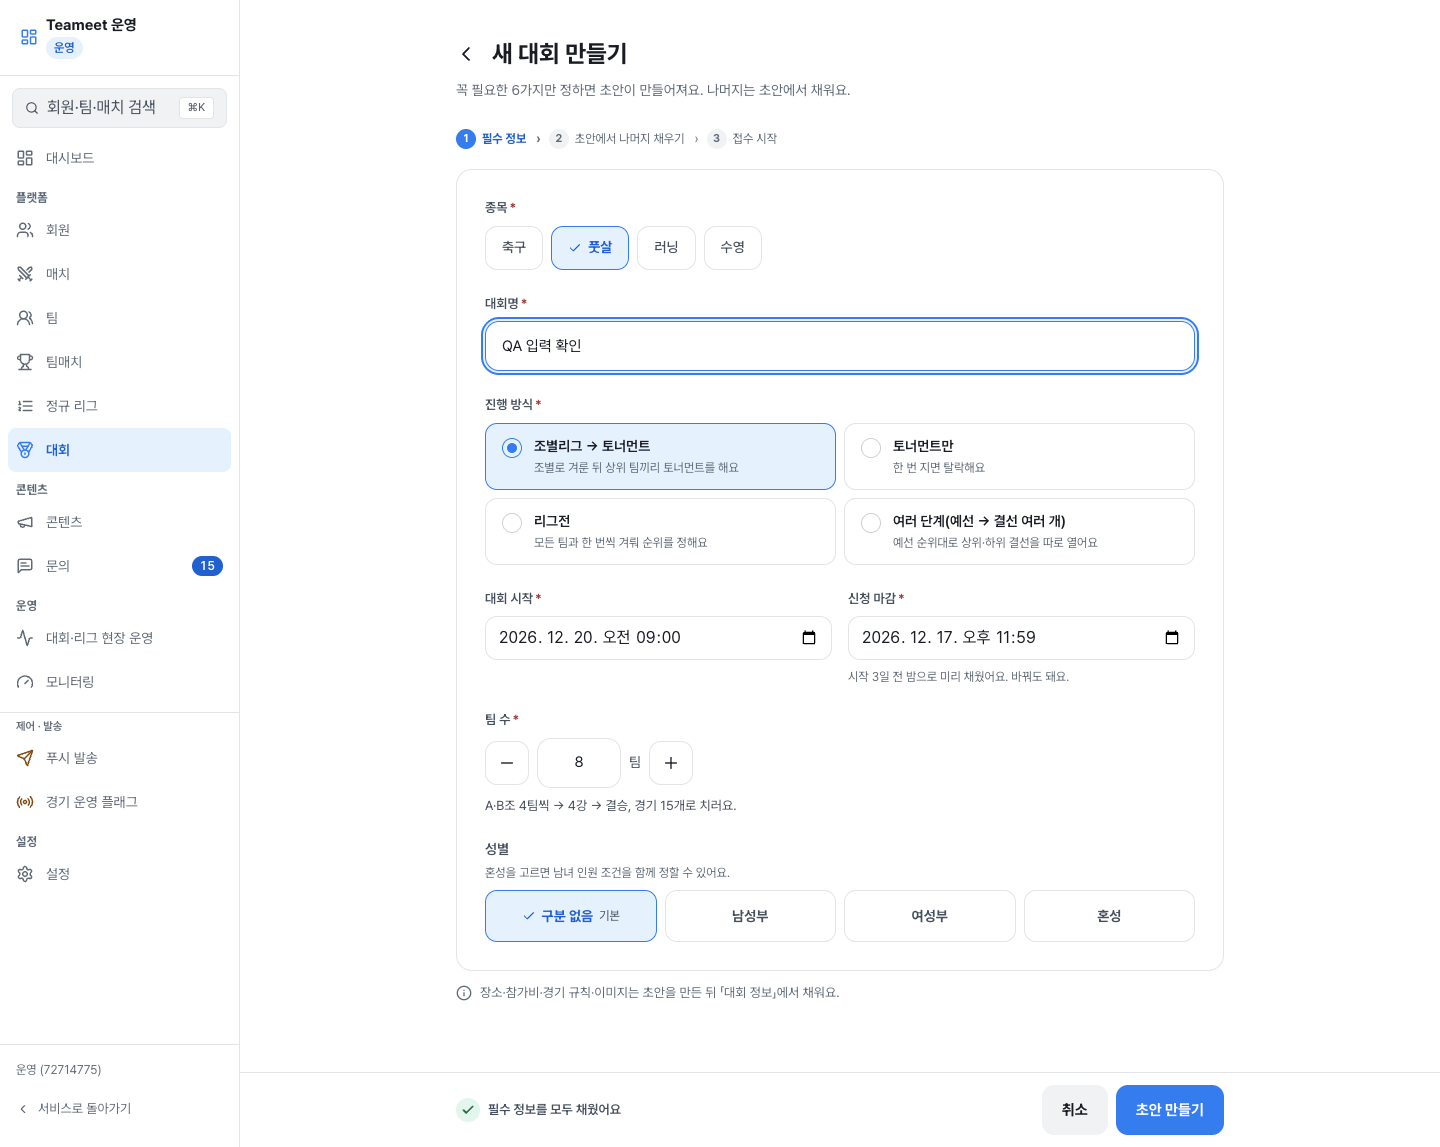 Teameet 운영
운영
회원·팀·매치 검색 ⌘K
대시보드
플랫폼
회원
매치
팀
팀매치
정규 리그
대회
콘텐츠
콘텐츠
문의 15
운영
대회·리그 현장 운영
모니터링
제어 · 발송
푸시 발송
경기 운영 플래그
설정
설정
운영 (72714775)
서비스로 돌아가기
새 대회 만들기
꼭 필요한 6가지만 정하면 초안이 만들어져요. 나머지는 초안에서 채워요.
1 필수 정보 › 2 초안에서 나머지 채우기 › 3 접수 시작
종목 *
축구 풋살 러닝 수영
대회명 *
QA 입력 확인
진행 방식 *
조별리그 → 토너먼트
조별로 겨룬 뒤 상위 팀끼리 토너먼트를 해요
토너먼트만
한 번 지면 탈락해요
리그전
모든 팀과 한 번씩 겨뤄 순위를 정해요
여러 단계(예선 → 결선 여러 개)
예선 순위대로 상위·하위 결선을 따로 열어요
대회 시작 *
2026. 12. 20. 오전 09:00
신청 마감 *
2026. 12. 17. 오후 11:59
시작 3일 전 밤으로 미리 채웠어요. 바꿔도 돼요.
팀 수 *
8 팀
A·B조 4팀씩 → 4강 → 결승, 경기 15개로 치러요.
성별
혼성을 고르면 남녀 인원 조건을 함께 정할 수 있어요.
구분 없음 기본 남성부 여성부 혼성
장소·참가비·경기 규칙·이미지는 초안을 만든 뒯 「대회 정보」에서 채워요.
필수 정보를 모두 채웠어요
취소 초안 만들기